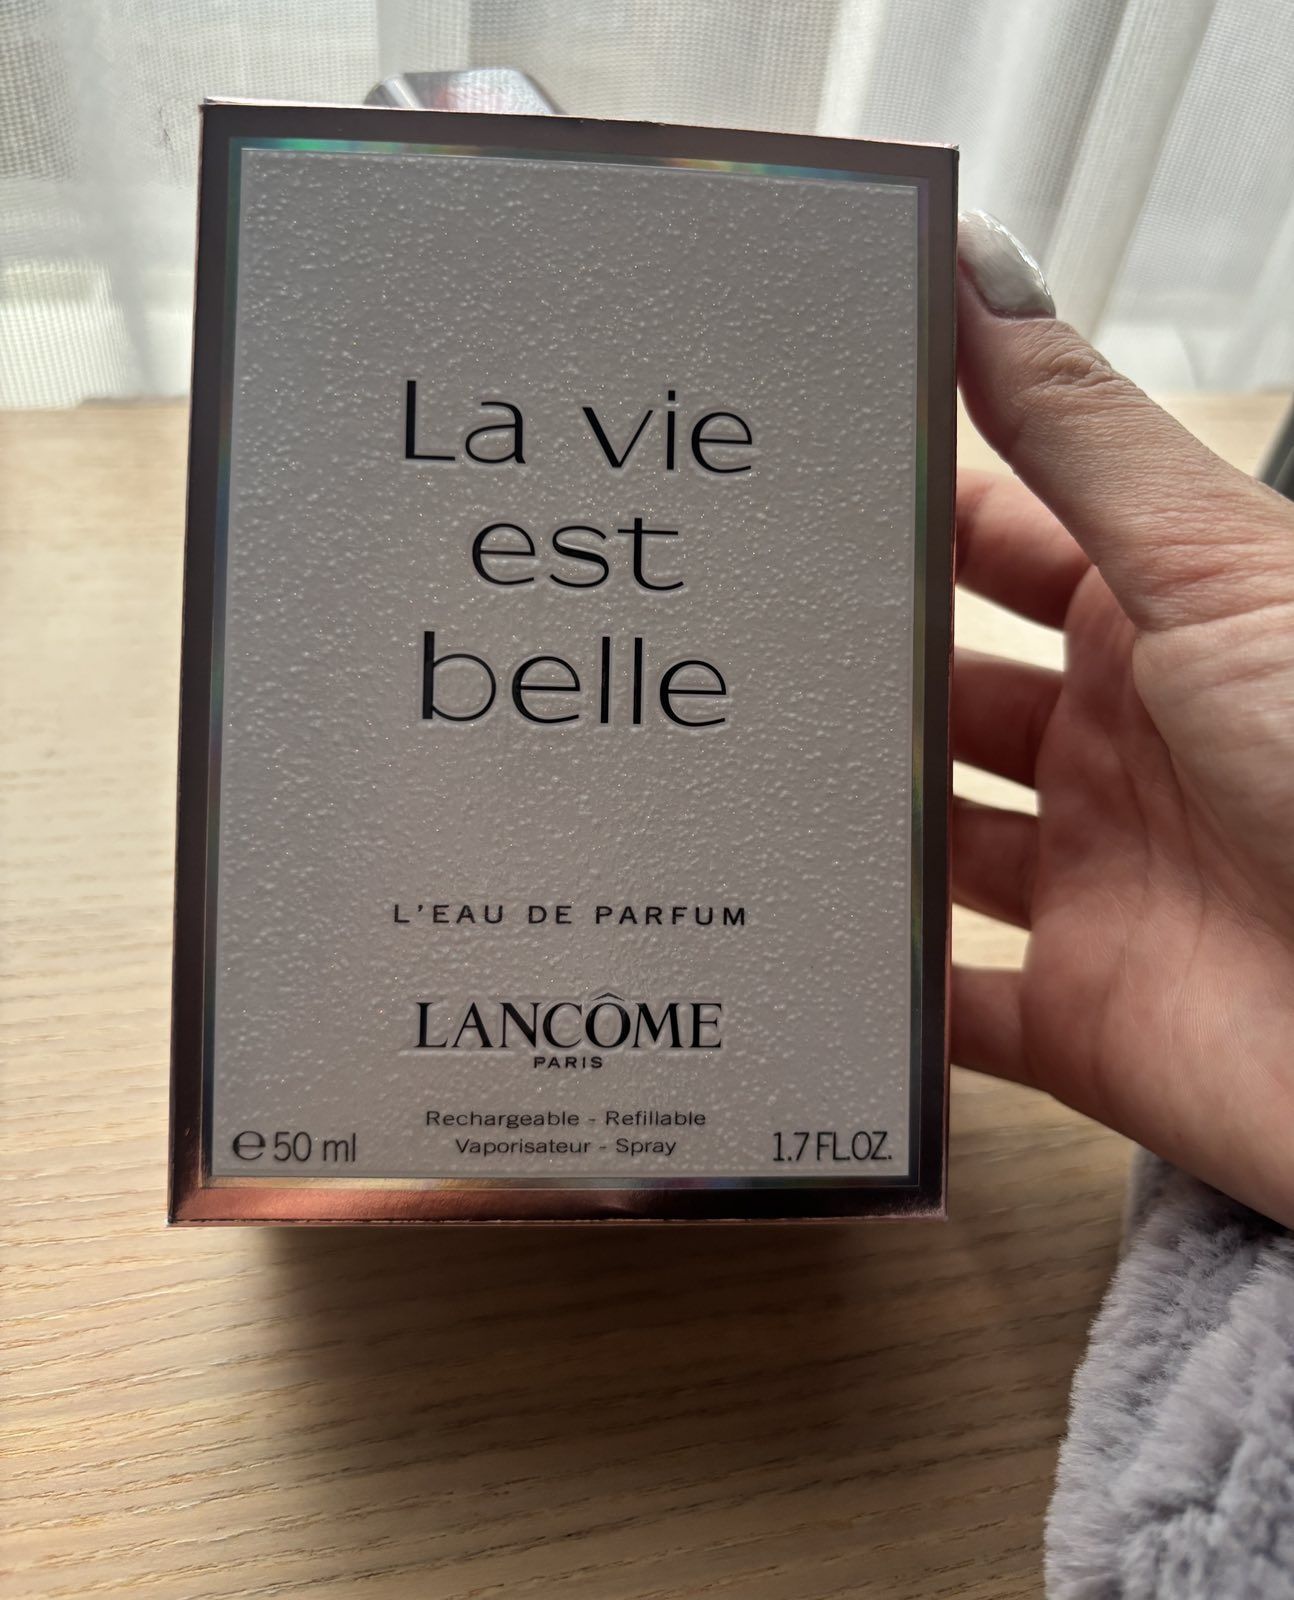 La vie
est
belle
L'EAU DE PARFUM
LANCÔME
PARIS
Rechargeable - Refillable
Vaporisateur - Spray
℮ 50 ml
1.7 FL.OZ.